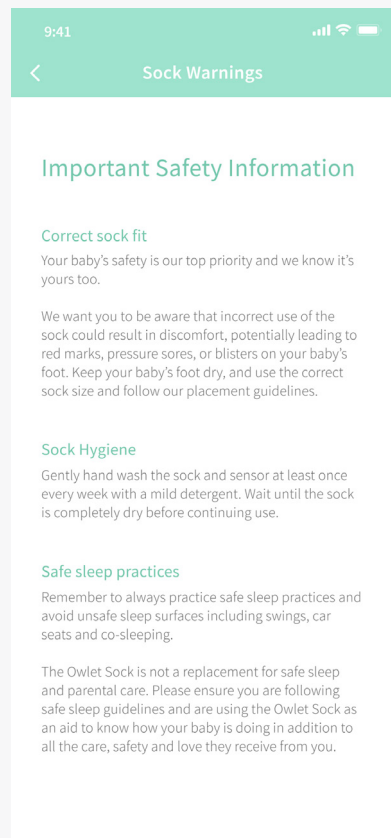 9:41
Sock Warnings
Important Safety Information
Correct sock fit
Your baby's safety is our top priority and we know it's
yours too.
We want you to be aware that incorrect use of the
sock could result in discomfort, potentially leading to
red marks, pressure sores, or blisters on your baby's
foot. Keep your baby's foot dry, and use the correct
sock size and follow our placement guidelines.
Sock Hygiene
Gently hand wash the sock and sensor at least once
every week with a mild detergent. Wait until the sock
is completely dry before continuing use.
Safe sleep practices
Remember to always practice safe sleep practices and
avoid unsafe sleep surfaces including swings, car
seats and co-sleeping.
The Owlet Sock is not a replacement for safe sleep
and parental care. Please ensure you are following
safe sleep guidelines and are using the Owlet Sock as
an aid to know how your baby is doing in addition to
all the care, safety and love they receive from you.